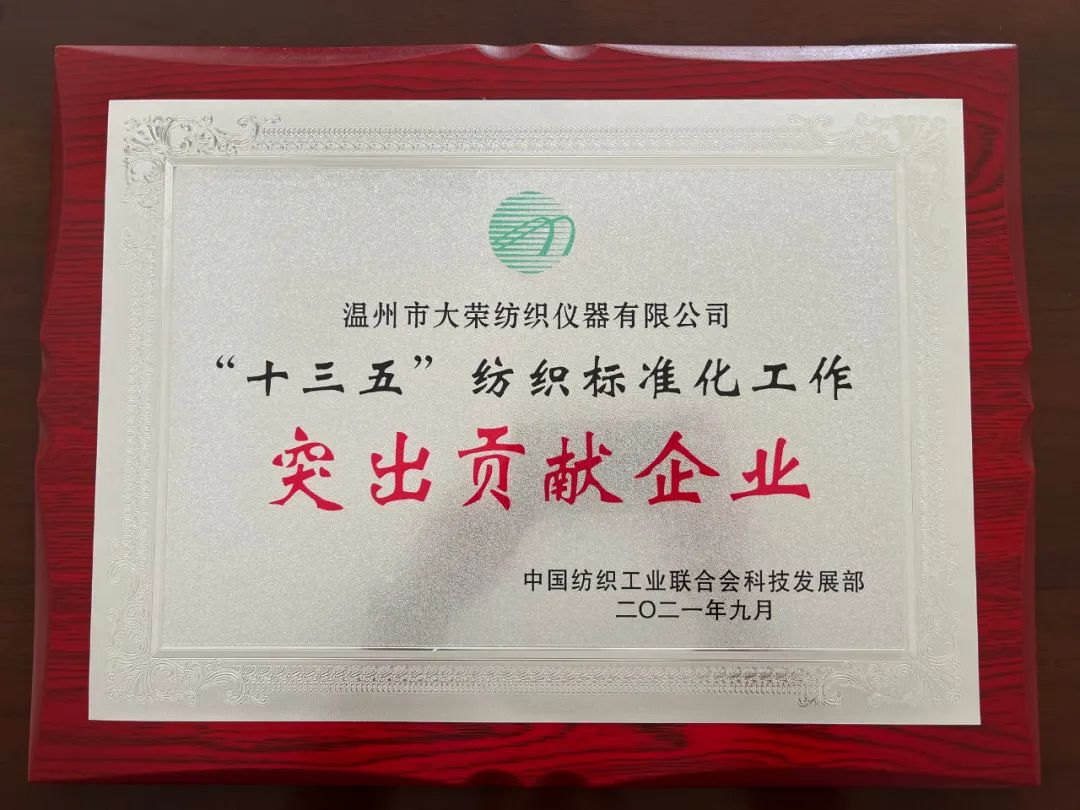 温州市大荣纺织仪器有限公司
“十三五”纺织标准化工作
突出贡献企业
中国纺织工业联合会科技发展部
二〇二一年九月